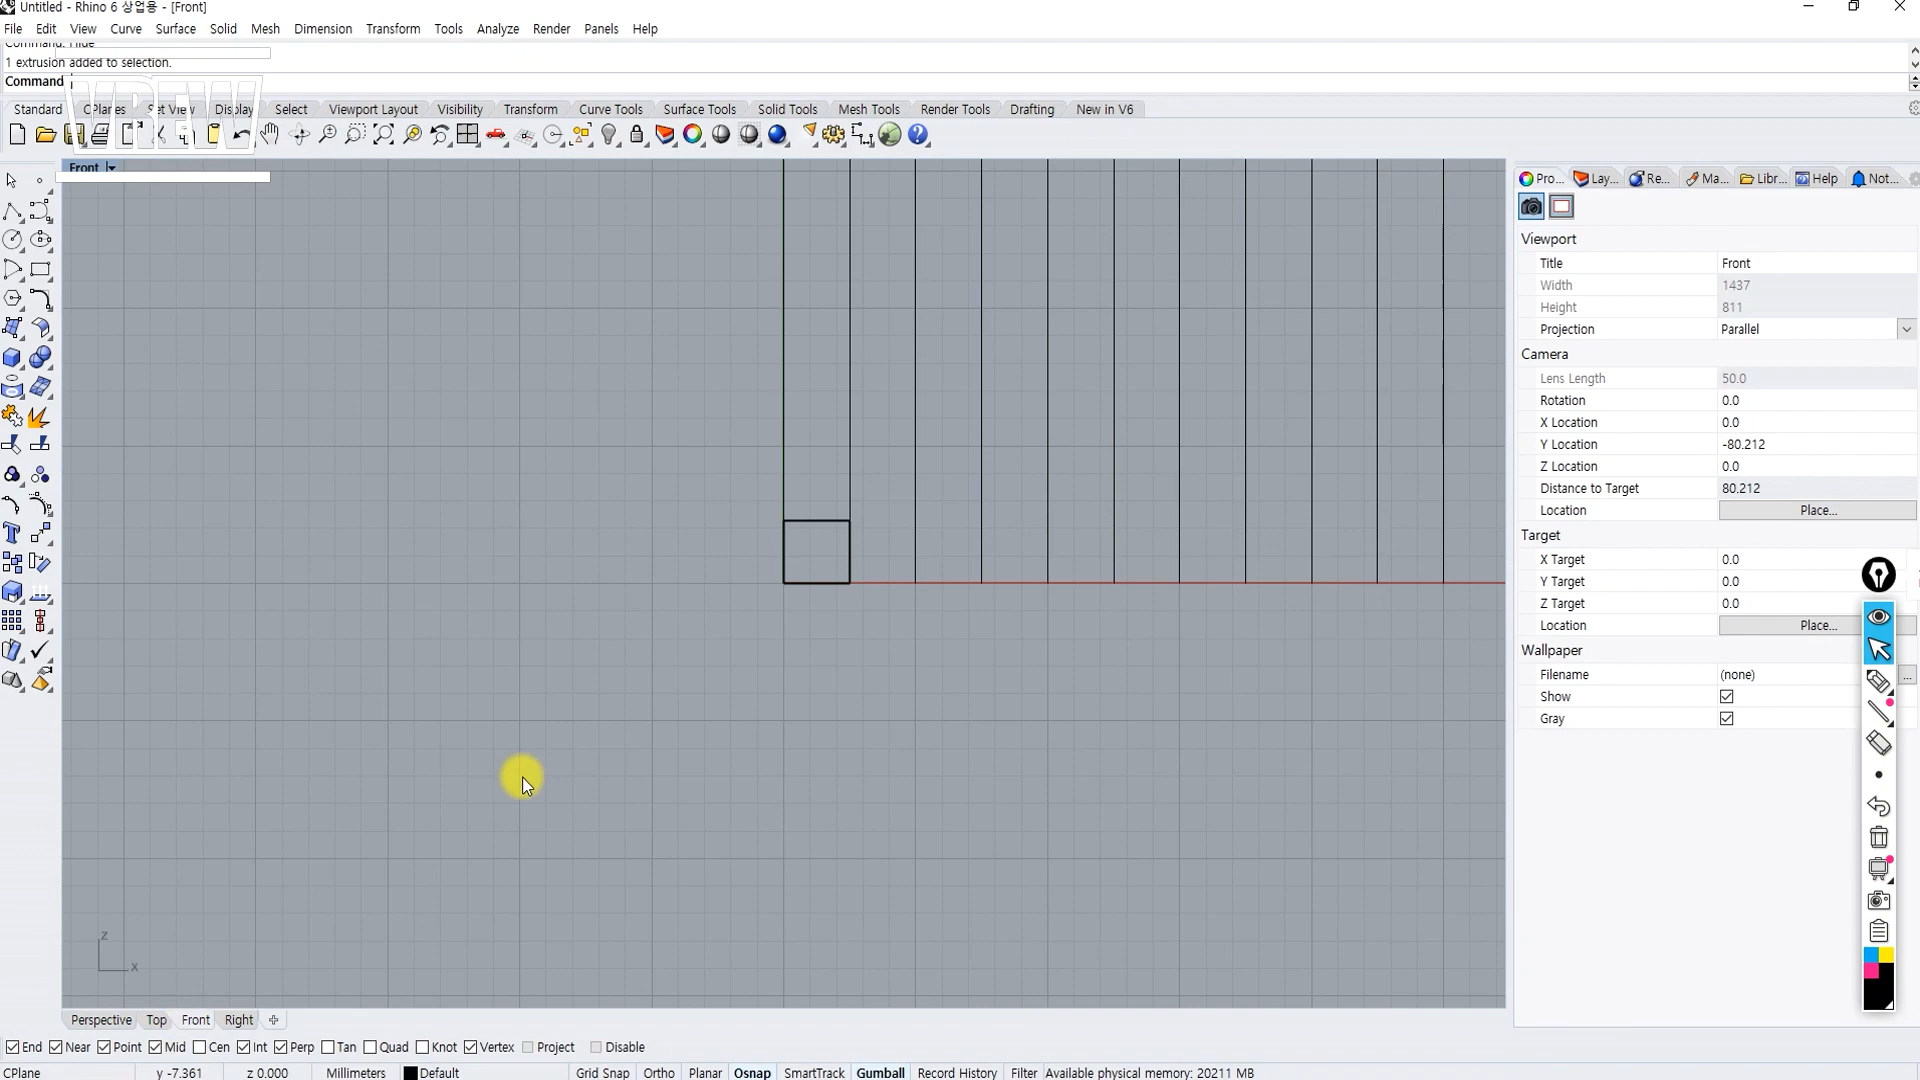 Untitled - Rhino 6 상업용 - [Front]
File Edit View Curve Surface Solid Mesh Dimension Transform Tools Analyze Render Panels Help
Command: Hide
1 extrusion added to selection.
Command
VREW
Standard CPlanes Set View Display Select Viewport Layout Visibility Transform Curve Tools Surface Tools Solid Tools Mesh Tools Render Tools Drafting New in V6
Front
Pro... Lay... Re... Ma... Libr... Help Not...
Viewport
Title Front
Width 1437
Height 811
Projection Parallel
Camera
Lens Length 50.0
Rotation 0.0
X Location 0.0
Y Location -80.212
Z Location 0.0
Distance to Target 80.212
Location Place...
Target
X Target 0.0
Y Target 0.0
Z Target 0.0
Location Place...
Wallpaper
Filename (none) ...
Show
Gray
z
x
Perspective Top Front Right
End Near Point Mid Cen Int Perp Tan Quad Knot Vertex Project Disable
CPlane y -7.361 z 0.000 Millimeters Default Grid Snap Ortho Planar Osnap SmartTrack Gumball Record History Filter Available physical memory: 20211 MB